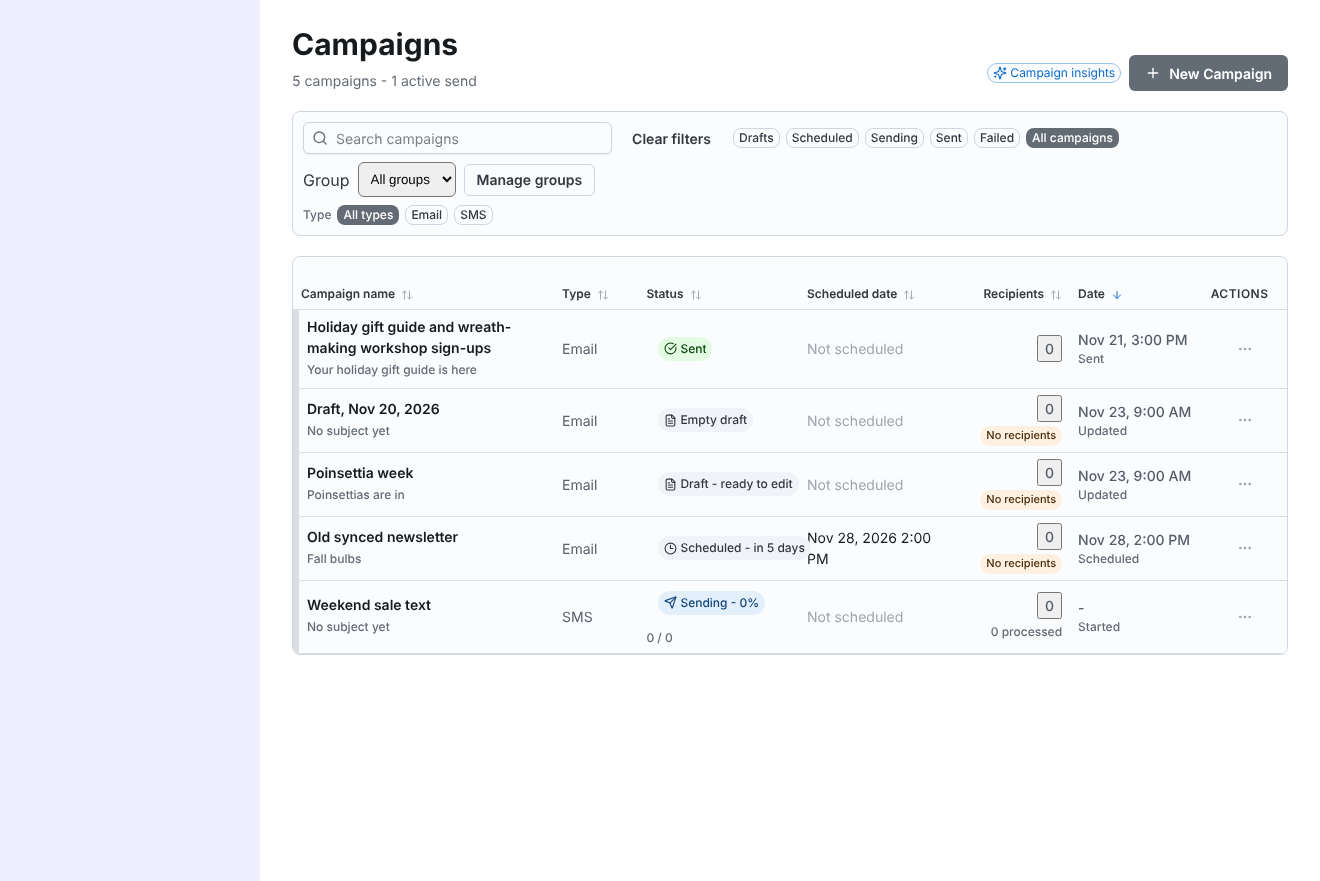 Campaigns
5 campaigns - 1 active send
Campaign insights
New Campaign
Search campaigns
Clear filters
Drafts
Scheduled
Sending
Sent
Failed
All campaigns
Group
All groups
Manage groups
Type
All types
Email
SMS
Campaign name
Type
Status
Scheduled date
Recipients
Date
ACTIONS
Holiday gift guide and wreath-
making workshop sign-ups
Your holiday gift guide is here
Email
Sent
Not scheduled
0
Nov 21, 3:00 PM
Sent
Draft, Nov 20, 2026
No subject yet
Email
Empty draft
Not scheduled
0
No recipients
Nov 23, 9:00 AM
Updated
Poinsettia week
Poinsettias are in
Email
Draft - ready to edit
Not scheduled
0
No recipients
Nov 23, 9:00 AM
Updated
Old synced newsletter
Fall bulbs
Email
Scheduled - in 5 days
Nov 28, 2026 2:00
PM
0
No recipients
Nov 28, 2:00 PM
Scheduled
Weekend sale text
No subject yet
SMS
Sending - 0%
0 / 0
Not scheduled
0
0 processed
-
Started